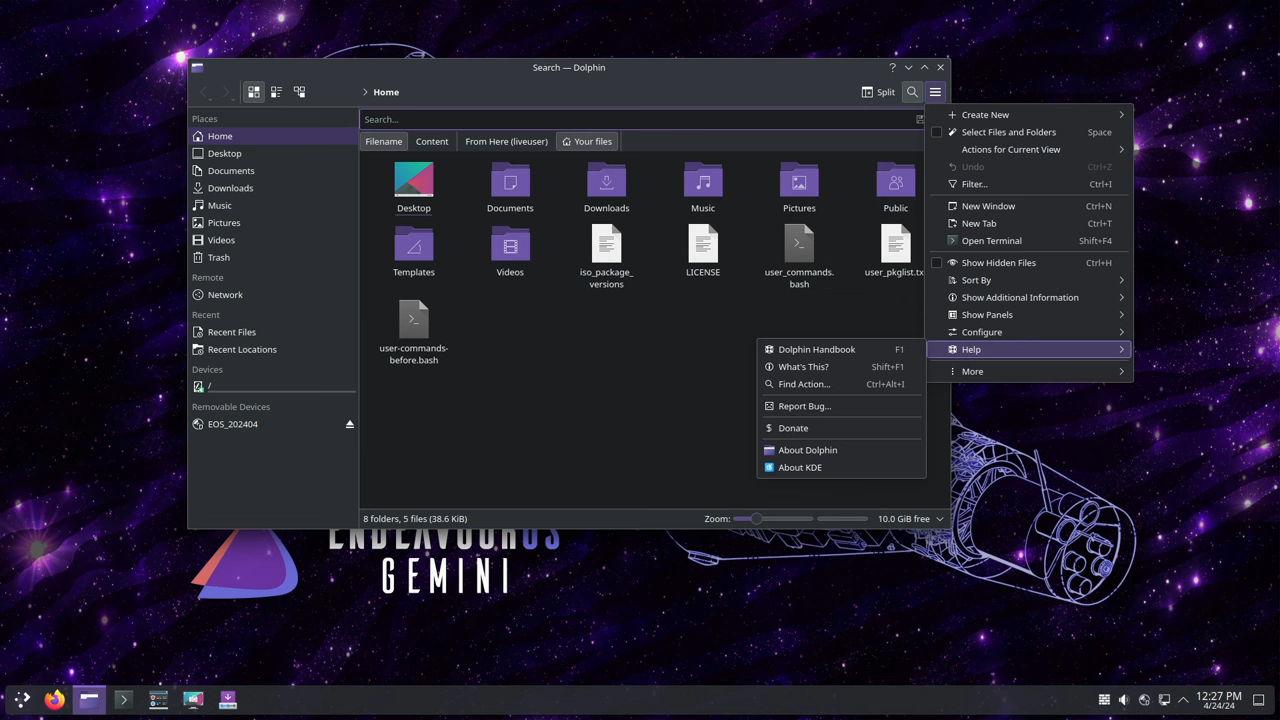 Search — Dolphin
Home
Split
Places
Home
Desktop
Documents
Downloads
Music
Pictures
Videos
Trash
Remote
Network
Recent
Recent Files
Recent Locations
Devices
/
Removable Devices
EOS_202404
Search...
Filename
Content
From Here (liveuser)
Your files
Desktop
Documents
Downloads
Music
Pictures
Public
Templates
Videos
iso_package_
versions
LICENSE
user_commands.
bash
user_pkglist.tx
user-commands-
before.bash
8 folders, 5 files (38.6 KiB)
Zoom:
10.0 GiB free
Create New
Select Files and Folders Space
Actions for Current View
Undo Ctrl+Z
Filter... Ctrl+I
New Window Ctrl+N
New Tab Ctrl+T
Open Terminal Shift+F4
Show Hidden Files Ctrl+H
Sort By
Show Additional Information
Show Panels
Configure
Help
More
Dolphin Handbook F1
What's This? Shift+F1
Find Action... Ctrl+Alt+I
Report Bug...
Donate
About Dolphin
About KDE
ENDEAVOUROS
GEMINI
12:27 PM
4/24/24